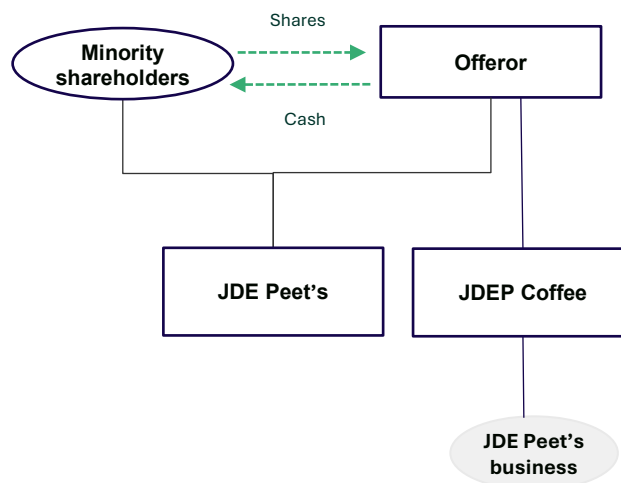 Shares
Minority
shareholders
Offeror
Cash
JDE Peet’s
JDEP Coffee
JDE Peet’s
business